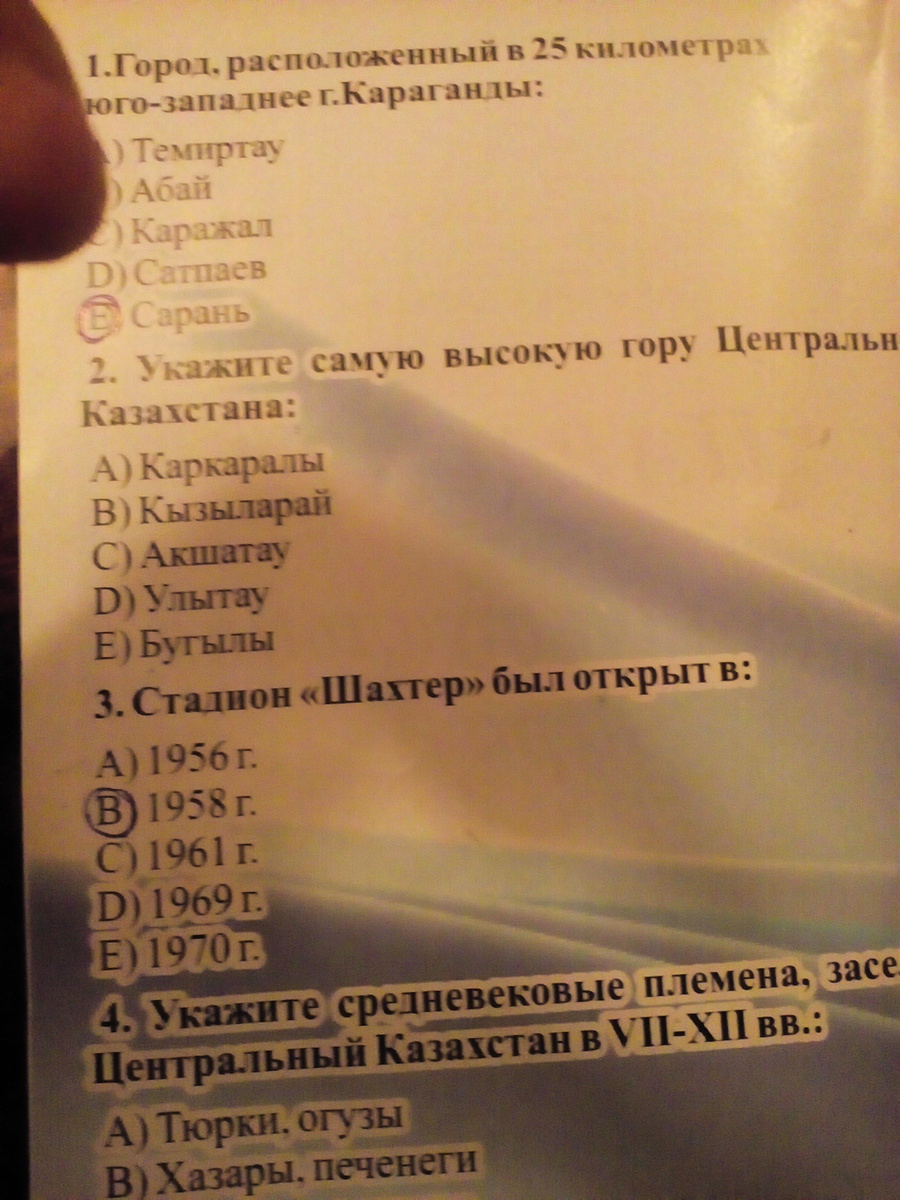 1.Город, расположенный в 25 километрах
юго-западнее г.Караганды:
) Темиртау
) Абай
C) Каражал
D) Сатпаев
E) Сарань
2. Укажите самую высокую гору Центральн
Казахстана:
A) Каркаралы
B) Кызыларай
C) Акшатау
D) Улытау
E) Бугылы
3. Стадион «Шахтер» был открыт в:
A) 1956 г.
B) 1958 г.
C) 1961 г.
D) 1969 г.
E) 1970 г.
4. Укажите средневековые племена, засе
Центральный Казахстан в VII-XII вв.:
A) Тюрки, огузы
B) Хазары, печенеги